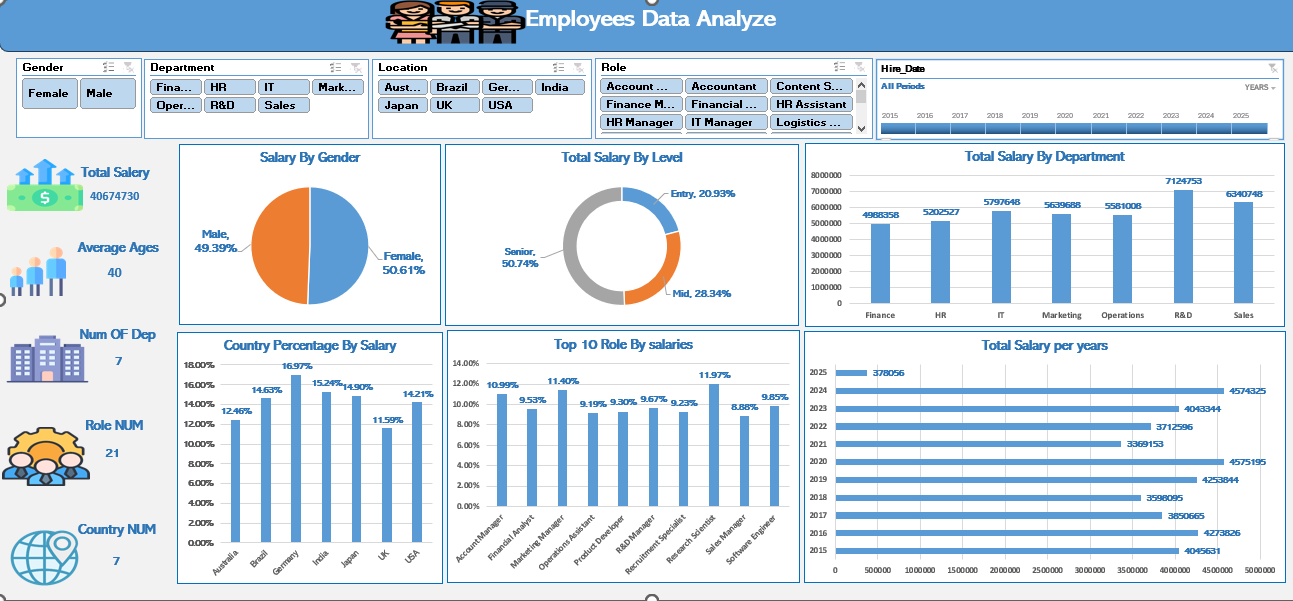 Employees Data Analyze
Gender
Female
Male
Department
Fina...
HR
IT
Mark...
Oper...
R&D
Sales
Location
Aust...
Brazil
Ger...
India
Japan
UK
USA
Role
Account ...
Accountant
Content S...
Finance M...
Financial ...
HR Assistant
HR Manager
IT Manager
Logistics ...
Hire_Date
All Periods
YEARS
2015 2016 2017 2018 2019 2020 2021 2022 2023 2024 2025
Total Salery
40674730
Average Ages
40
Num OF Dep
7
Role NUM
21
Country NUM
7
Salary By Gender
Male,
49.39%
Female,
50.61%
Total Salary By Level
Entry, 20.93%
Senior,
50.74%
Mid, 28.34%
Total Salary By Department
8000000
7000000
6000000
5000000
4000000
3000000
2000000
1000000
0
4988358
5202527
5797648
5639688
5581008
7124753
6340748
Finance
HR
IT
Marketing
Operations
R&D
Sales
Country Percentage By Salary
18.00%
16.00%
14.00%
12.00%
10.00%
8.00%
6.00%
4.00%
2.00%
0.00%
12.46%
14.63%
16.97%
15.24%
14.90%
11.59%
14.21%
Australia
Brazil
Germany
India
Japan
UK
USA
Top 10 Role By salaries
14.00%
12.00%
10.00%
8.00%
6.00%
4.00%
2.00%
0.00%
10.99%
9.53%
11.40%
9.19%
9.30%
9.67%
9.23%
11.97%
8.88%
9.85%
Account Manager
Financial Analyst
Marketing Manager
Operations Assistant
Product Developer
R&D Manager
Recruitment Specialist
Research Scientist
Sales Manager
Software Engineer
Total Salary per years
2025 378056
2024 4574325
2023 4043344
2022 3712596
2021 3369153
2020 4575195
2019 4253844
2018 3598095
2017 3850665
2016 4273826
2015 4045631
0 500000 1000000 1500000 2000000 2500000 3000000 3500000 4000000 4500000 5000000